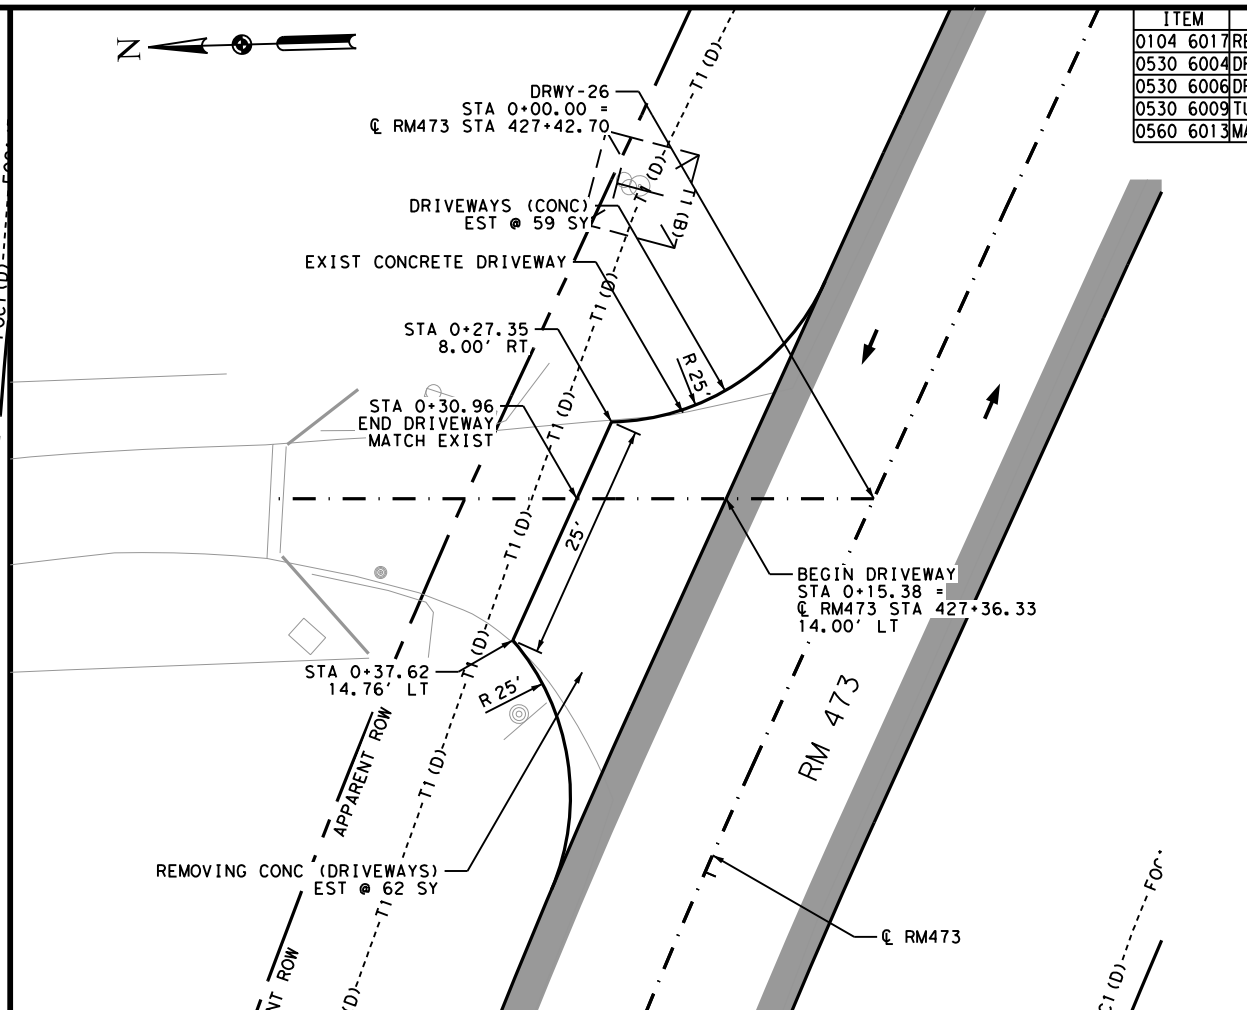 N
DRWY-26
STA 0+00.00 =
℄ RM473 STA 427+42.70
ITEM
0104 6017
0530 6004
0530 6006
0530 6009
0560 6013
T1(D)
T1(D)
T1(B)
DRIVEWAYS (CONC)
EST @ 59 SY
EXIST CONCRETE DRIVEWAY
T1(D)
STA 0+27.35
8.00' RT
R 25'
STA 0+30.96
END DRIVEWAY
MATCH EXIST
T1(D)
25'
T1(D)
BEGIN DRIVEWAY
STA 0+15.38 =
℄ RM473 STA 427+36.33
14.00' LT
STA 0+37.62
14.76' LT
T1(D)
R 25'
RM 473
APPARENT ROW
T1(D)
REMOVING CONC (DRIVEWAYS)
EST @ 62 SY
T1
℄ RM473